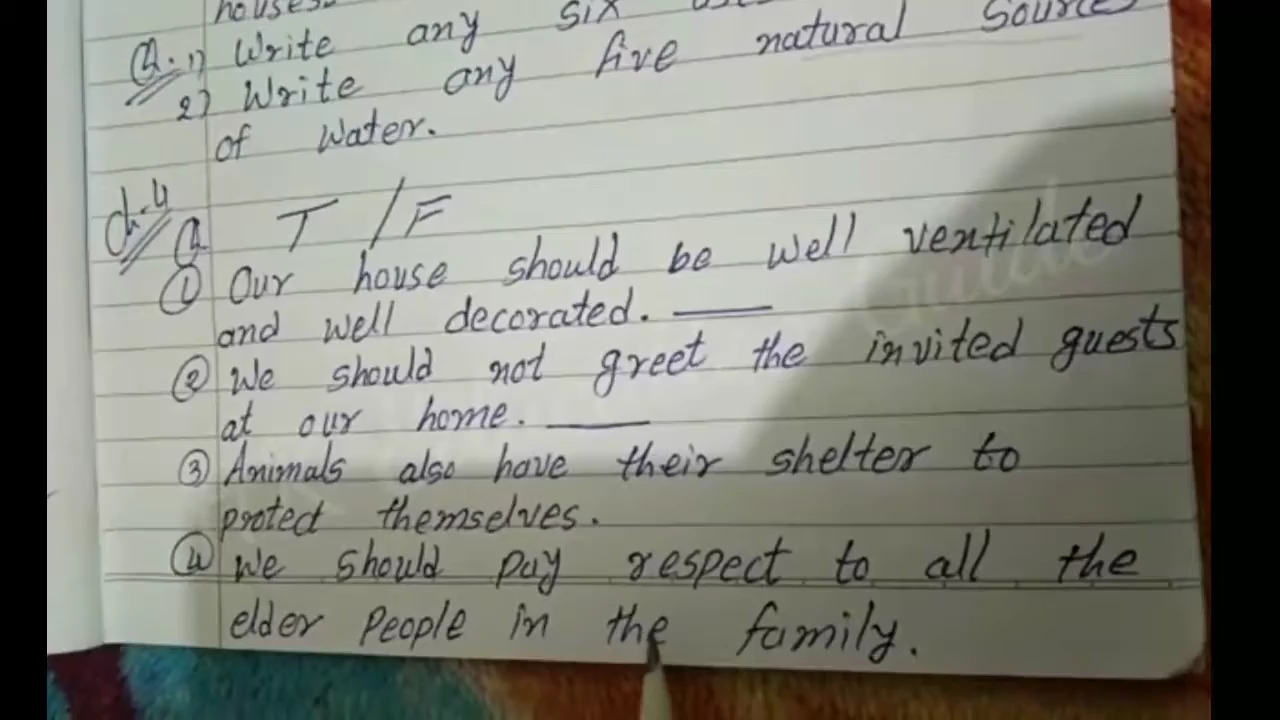 houses.
Q. 1) Write any six
2) Write any five natural Sources
of Water.
Ch-4 Q T/F
① Our house should be well ventilated
and well decorated. ____
② We should not greet the invited guests
at our home. ____
③ Animals also have their shelter to
protect themselves.
④ We should pay respect to all the
elder People in the family.